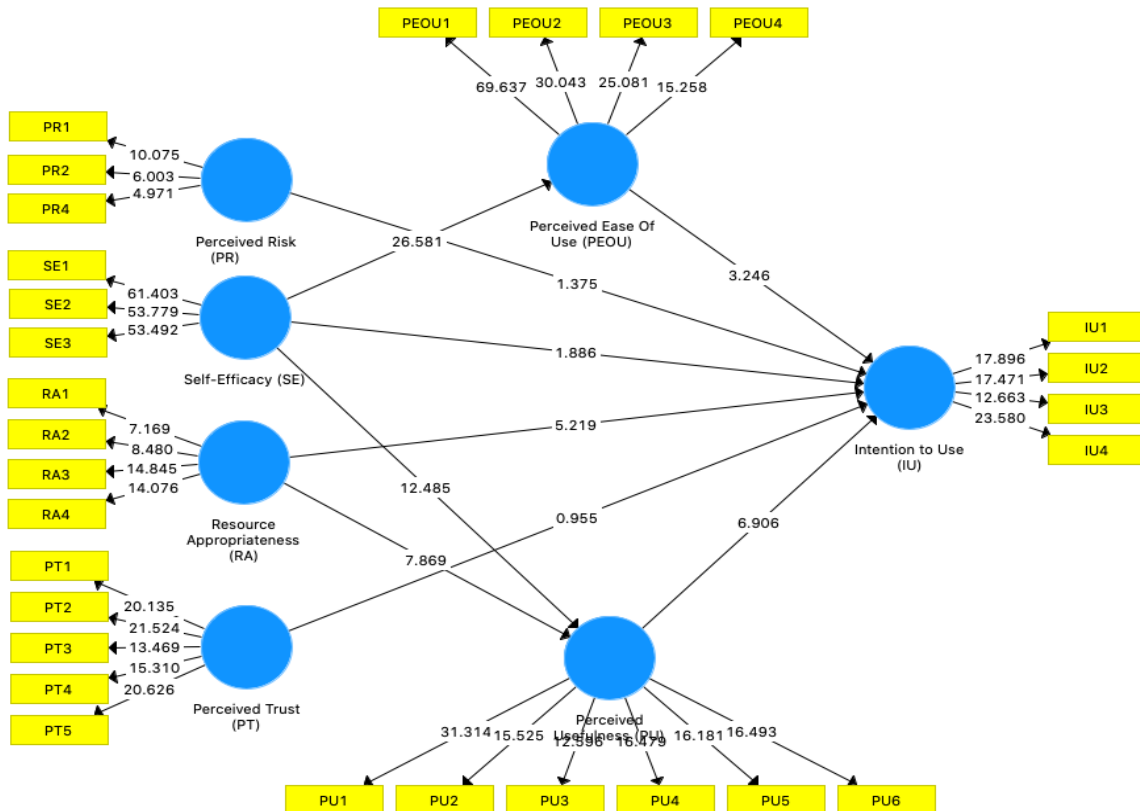 PEOU1
PEOU2
PEOU3
PEOU4
69.637
30.043
25.081
15.258
PR1
PR2
PR4
10.075
6.003
4.971
Perceived Risk
(PR)
Perceived Ease Of
Use (PEOU)
26.581
1.375
3.246
SE1
SE2
SE3
61.403
53.779
53.492
Self-Efficacy (SE)
1.886
IU1
IU2
IU3
IU4
17.896
17.471
12.663
23.580
Intention to Use
(IU)
RA1
RA2
RA3
RA4
7.169
8.480
14.845
14.076
Resource
Appropriateness
(RA)
5.219
12.485
0.955
6.906
7.869
PT1
PT2
PT3
PT4
PT5
20.135
21.524
13.469
15.310
20.626
Perceived Trust
(PT)
Perceived
Usefulness (PU)
31.314
15.525
12.596
16.479
16.181
16.493
PU1
PU2
PU3
PU4
PU5
PU6